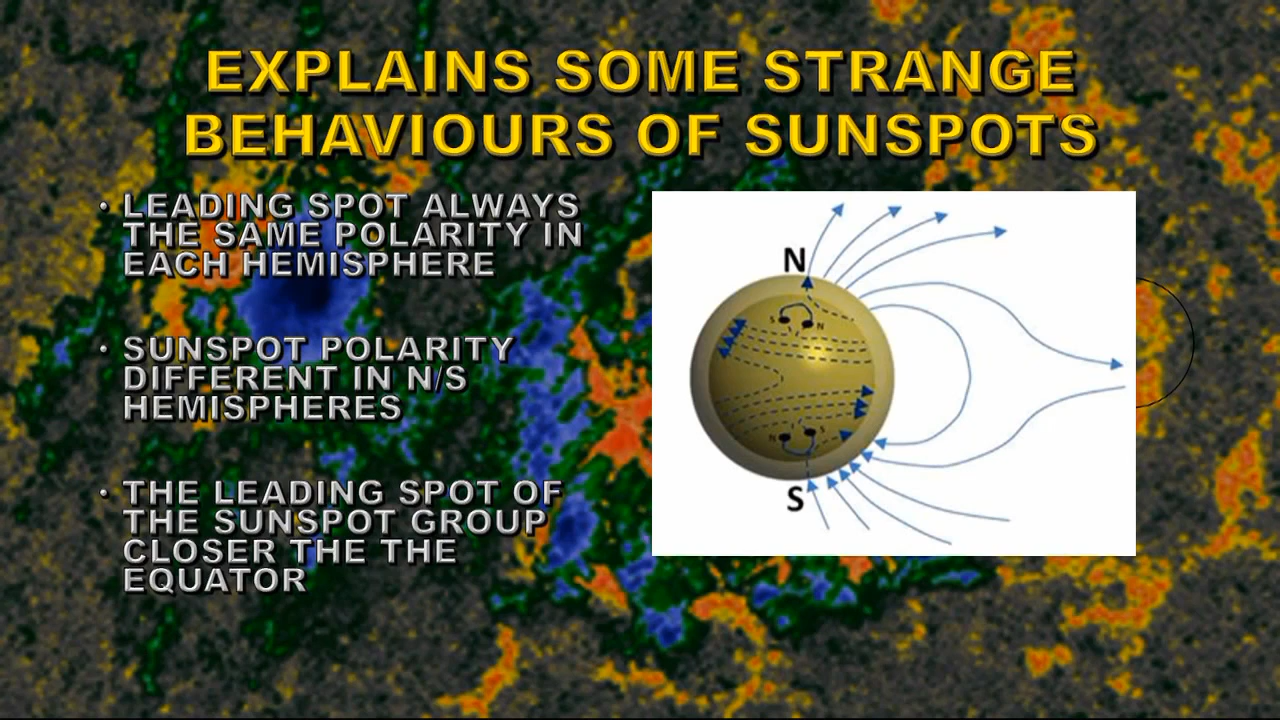 EXPLAINS SOME STRANGE
BEHAVIOURS OF SUNSPOTS
• LEADING SPOT ALWAYS
THE SAME POLARITY IN
EACH HEMISPHERE
• SUNSPOT POLARITY
DIFFERENT IN N/S
HEMISPHERES
• THE LEADING SPOT OF
THE SUNSPOT GROUP
CLOSER THE THE
EQUATOR
N
S
N
N
S
S